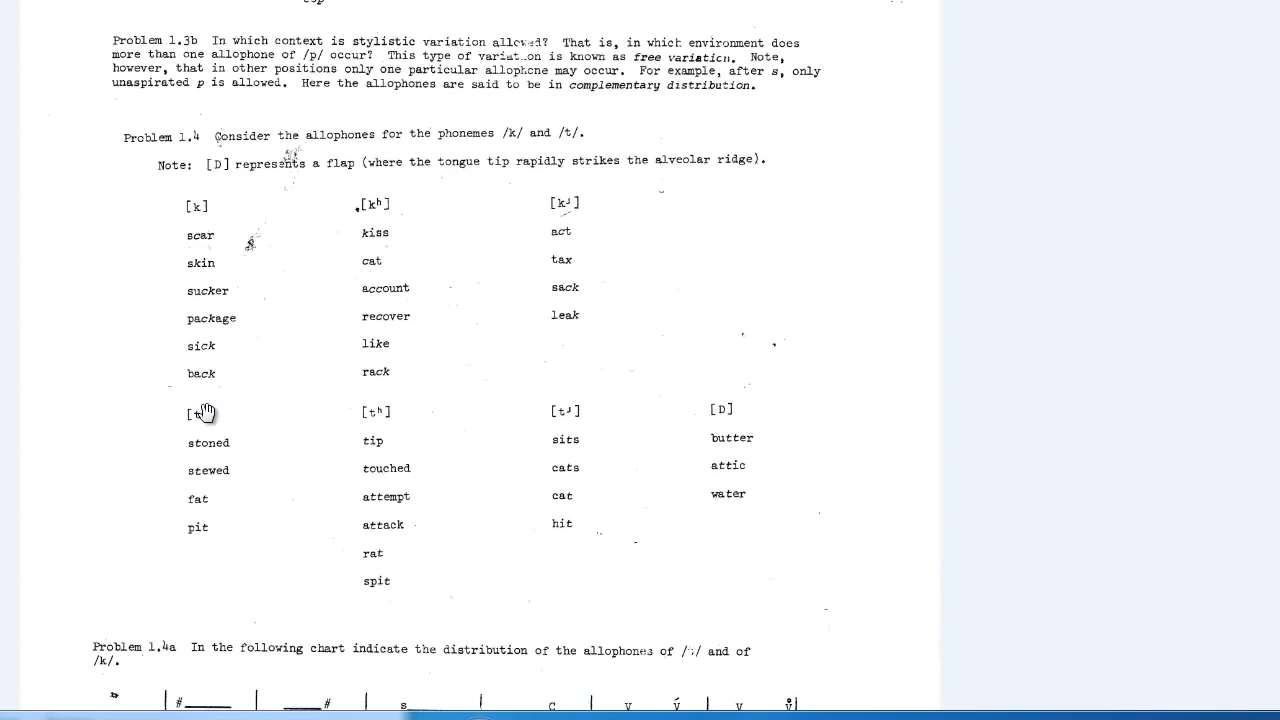 Problem 1.3b In which context is stylistic variation allowed? That is, in which environment does
more than one allophone of /p/ occur? This type of variation is known as free variation. Note,
however, that in other positions only one particular allophone may occur. For example, after s, only
unaspirated p is allowed. Here the allophones are said to be in complementary distribution.
Problem 1.4 Consider the allophones for the phonemes /k/ and /t/.
Note: [D] represents a flap (where the tongue tip rapidly strikes the alveolar ridge).
[k] [kʰ] [k┘]
scar kiss act
skin cat tax
sucker account sack
package recover leak
sick like
back rack
[t [tʰ] [t┘] [D]
stoned tip sits butter
stewed touched cats attic
fat attempt cat water
pit attack hit
rat
spit
Problem 1.4a In the following chart indicate the distribution of the allophones of and of
/k/.
#____ ____# s____ C V V́ V